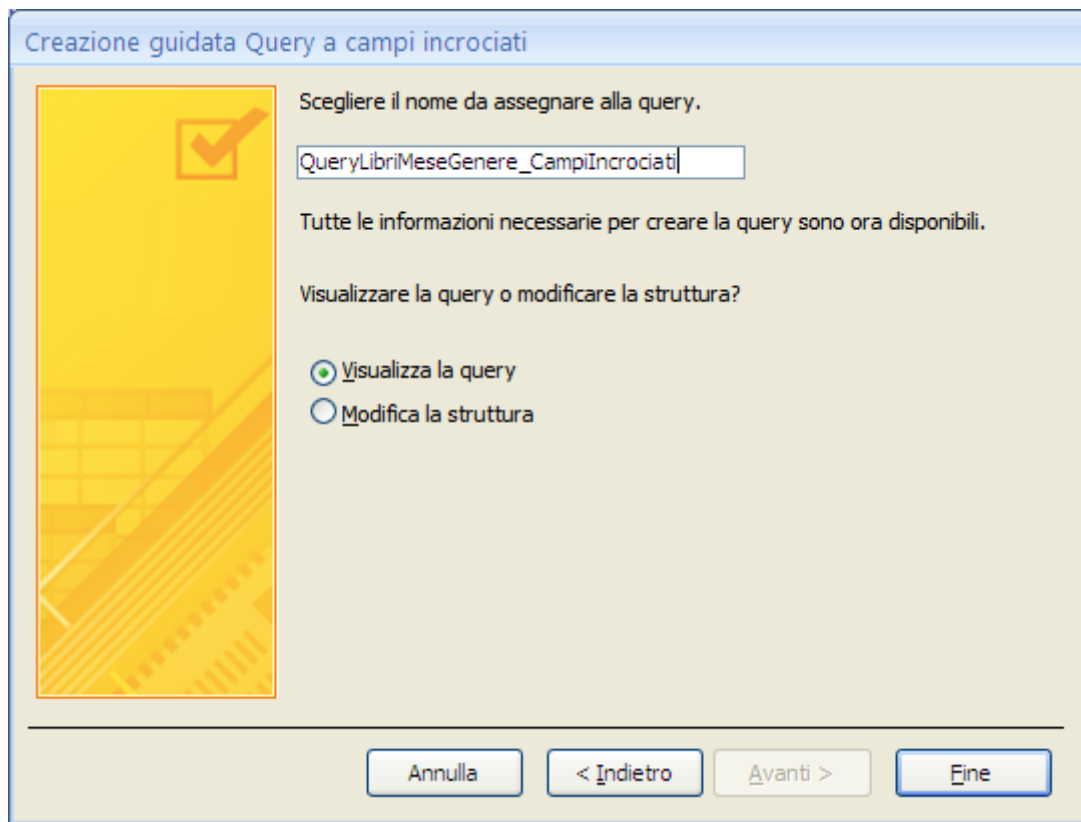 Creazione guidata Query a campi incrociati
Scegliere il nome da assegnare alla query.
QueryLibriMeseGenere_CampiIncrociati
Tutte le informazioni necessarie per creare la query sono ora disponibili.
Visualizzare la query o modificare la struttura?
Visualizza la query
Modifica la struttura
Annulla < Indietro Avanti > Fine